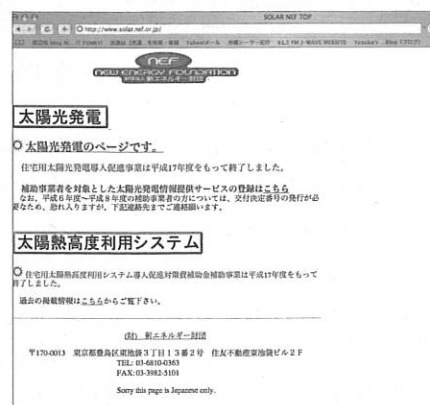 SOLAR NEF TOP
http://www.solar.nef.or.jp/
NEF
NEW ENERGY FOUNDATION
財団法人新エネルギー財団
太陽光発電
太陽光発電のページです。
住宅用太陽光発電導入促進事業は平成17年度をもって終了しました。
補助事業者を対象とした太陽光発電情報提供サービスの登録はこちら
なお、平成6年度～平成8年度の補助事業者の方については、交付決定番号の発行が必
要なため、恐れ入りますが、下記連絡先までご連絡願います。
太陽熱高度利用システム
住宅用太陽熱高度利用システム導入促進対策費補助金補助事業は平成17年度をもって
終了しました。
過去の掲載情報はこちらからご覧下さい。
(財) 新エネルギー財団
〒170-0013 東京都豊島区東池袋3丁目13番2号 住友不動産東池袋ビル2F
TEL: 03-6810-0363
FAX: 03-3982-5101
Sorry this page is Japanese only.